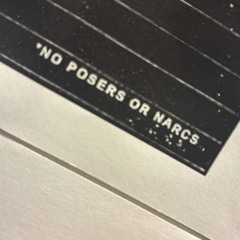 *NO POSERS OR NARCS